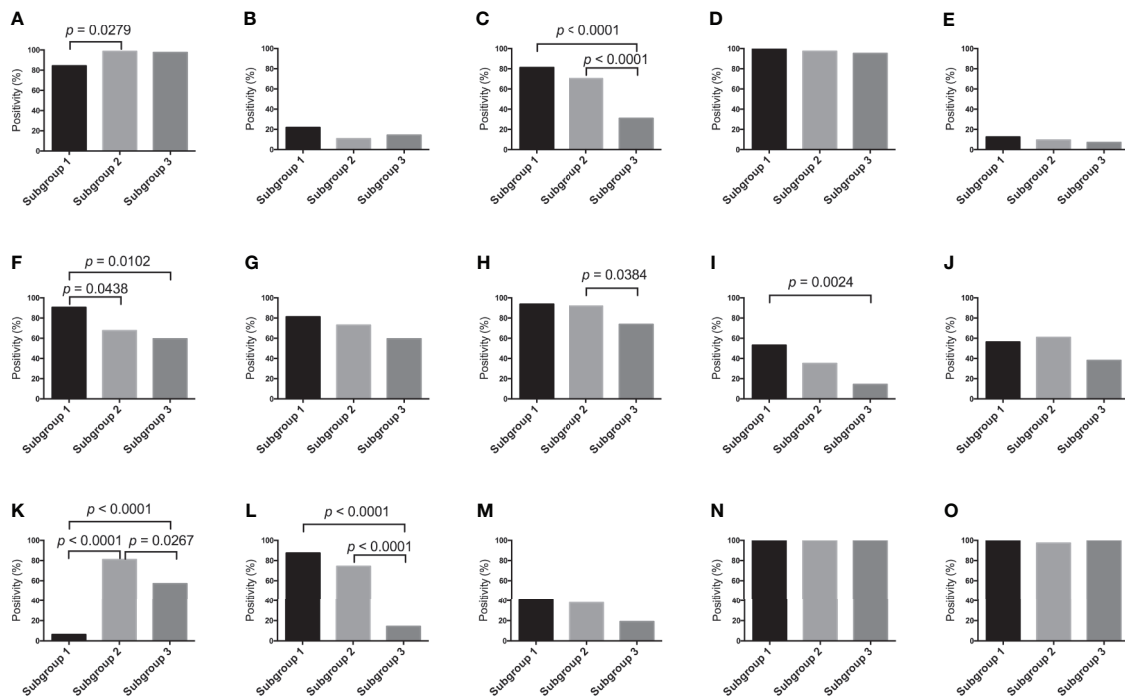 A
p = 0.0279
Positivity (%)
100
80
60
40
20
0
Subgroup 1
Subgroup 2
Subgroup 3
B
Positivity (%)
100
80
60
40
20
0
Subgroup 1
Subgroup 2
Subgroup 3
C
p < 0.0001
p < 0.0001
Positivity (%)
100
80
60
40
20
0
Subgroup 1
Subgroup 2
Subgroup 3
D
Positivity (%)
100
80
60
40
20
0
Subgroup 1
Subgroup 2
Subgroup 3
E
Positivity (%)
100
80
60
40
20
0
Subgroup 1
Subgroup 2
Subgroup 3
F
p = 0.0102
p = 0.0438
Positivity (%)
100
80
60
40
20
0
Subgroup 1
Subgroup 2
Subgroup 3
G
Positivity (%)
100
80
60
40
20
0
Subgroup 1
Subgroup 2
Subgroup 3
H
p = 0.0384
Positivity (%)
100
80
60
40
20
0
Subgroup 1
Subgroup 2
Subgroup 3
I
p = 0.0024
Positivity (%)
100
80
60
40
20
0
Subgroup 1
Subgroup 2
Subgroup 3
J
Positivity (%)
100
80
60
40
20
0
Subgroup 1
Subgroup 2
Subgroup 3
K
p < 0.0001
p < 0.0001
p = 0.0267
Positivity (%)
100
80
60
40
20
0
Subgroup 1
Subgroup 2
Subgroup 3
L
p < 0.0001
p < 0.0001
Positivity (%)
100
80
60
40
20
0
Subgroup 1
Subgroup 2
Subgroup 3
M
Positivity (%)
100
80
60
40
20
0
Subgroup 1
Subgroup 2
Subgroup 3
N
Positivity (%)
100
80
60
40
20
0
Subgroup 1
Subgroup 2
Subgroup 3
O
Positivity (%)
100
80
60
40
20
0
Subgroup 1
Subgroup 2
Subgroup 3